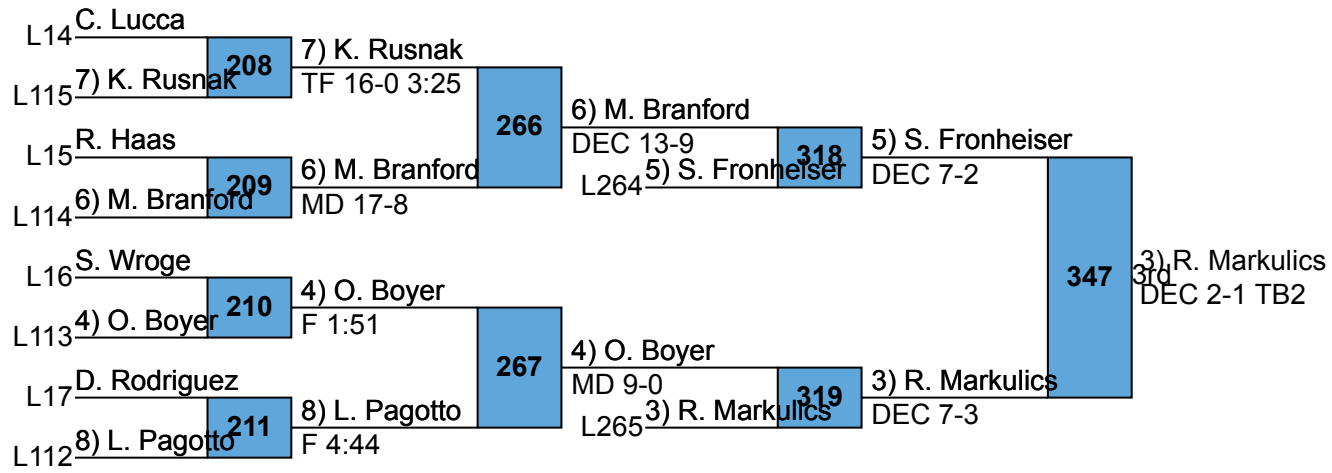 L14 C. Lucca
L115 7) K. Rusnak
208
7) K. Rusnak
TF 16-0 3:25
L15 R. Haas
L114 6) M. Branford
209
6) M. Branford
MD 17-8
266
6) M. Branford
DEC 13-9
L264 5) S. Fronheiser
318
5) S. Fronheiser
DEC 7-2
L16 S. Wroge
L113 4) O. Boyer
210
4) O. Boyer
F 1:51
L17 D. Rodriguez
L112 8) L. Pagotto
211
8) L. Pagotto
F 4:44
267
4) O. Boyer
MD 9-0
L265 3) R. Markulics
319
3) R. Markulics
DEC 7-3
347
3rd
3) R. Markulics
DEC 2-1 TB2